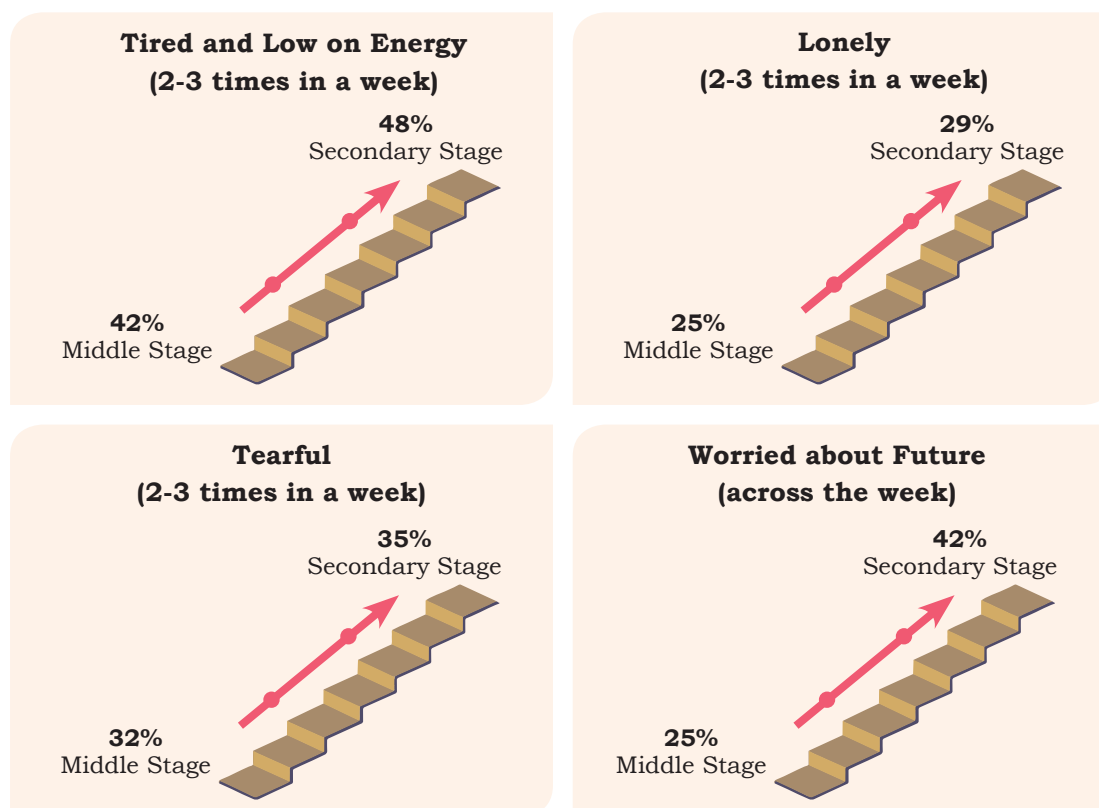 Tired and Low on Energy
(2-3 times in a week)
48%
Secondary Stage
42%
Middle Stage
Lonely
(2-3 times in a week)
29%
Secondary Stage
25%
Middle Stage
Tearful
(2-3 times in a week)
35%
Secondary Stage
32%
Middle Stage
Worried about Future
(across the week)
42%
Secondary Stage
25%
Middle Stage